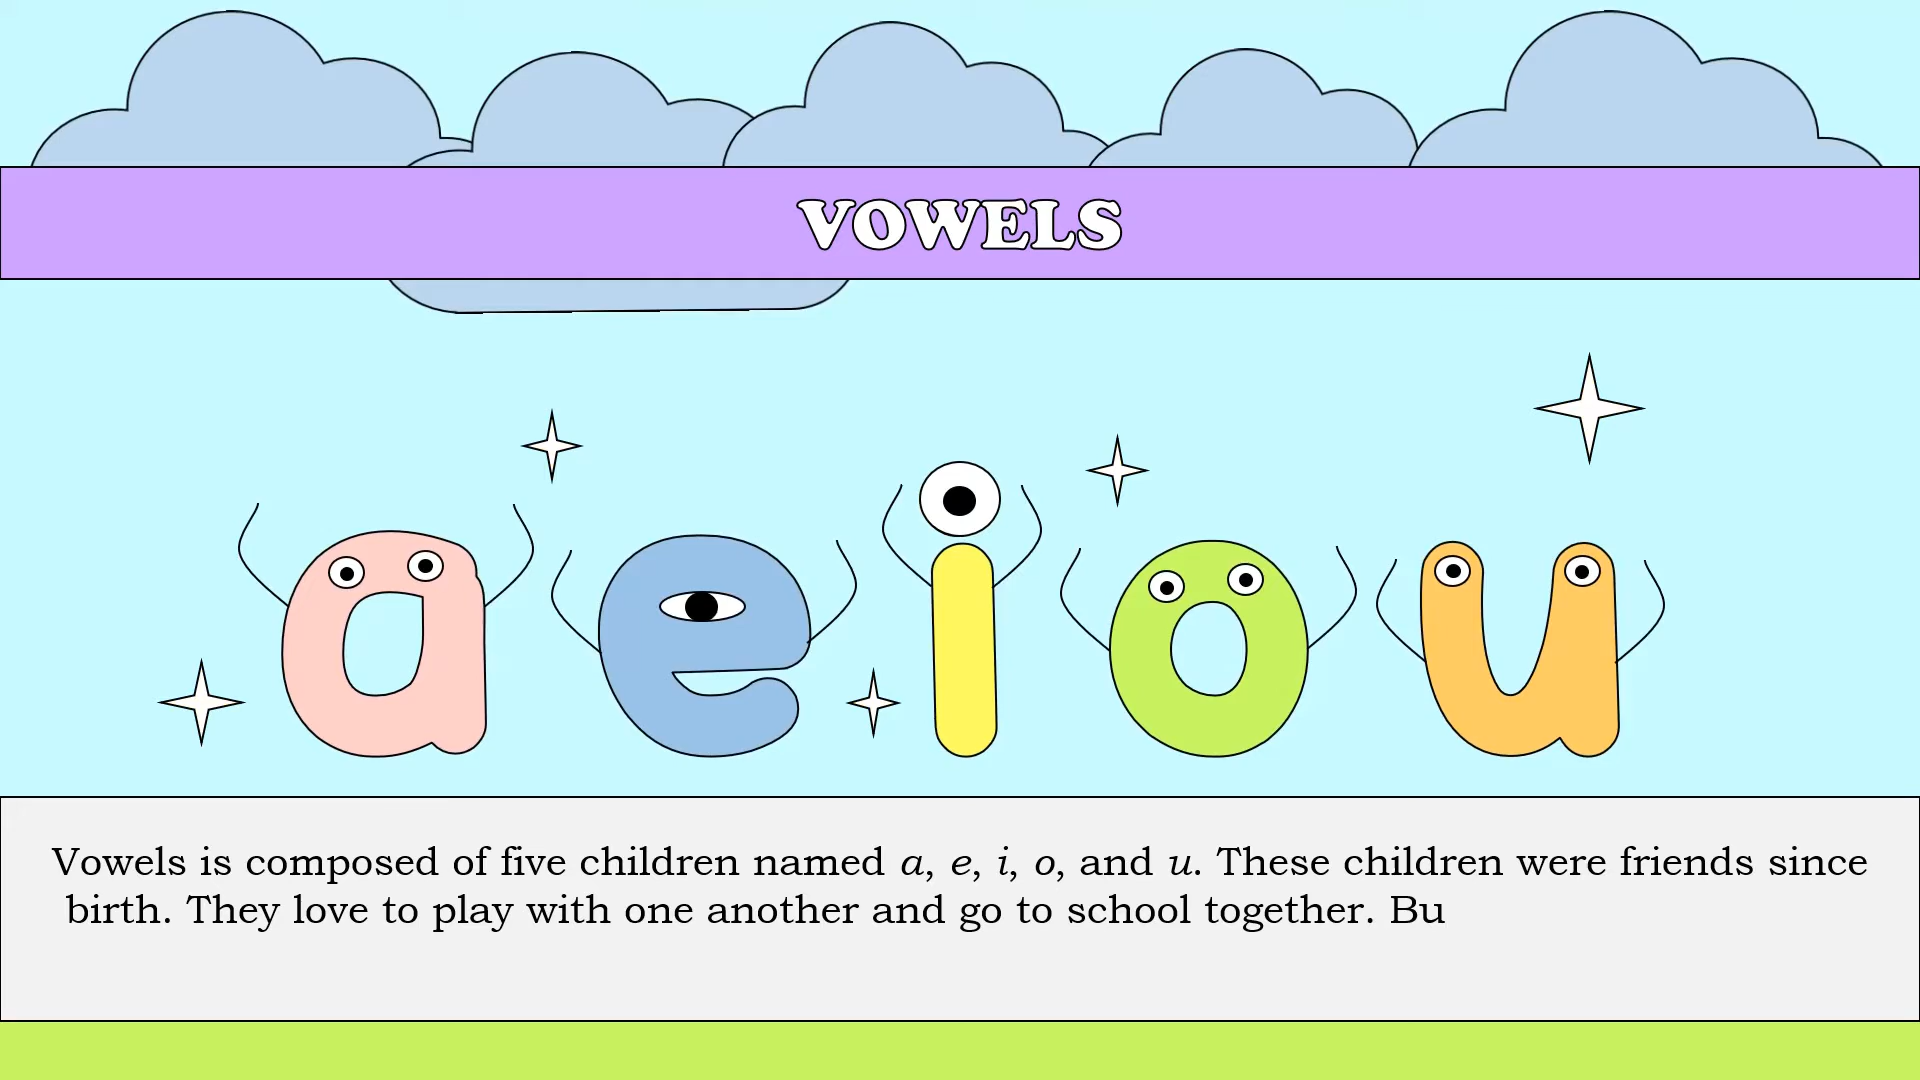 VOWELS
a e i o u
Vowels is composed of five children named a, e, i, o, and u. These children were friends since
birth. They love to play with one another and go to school together. Bu